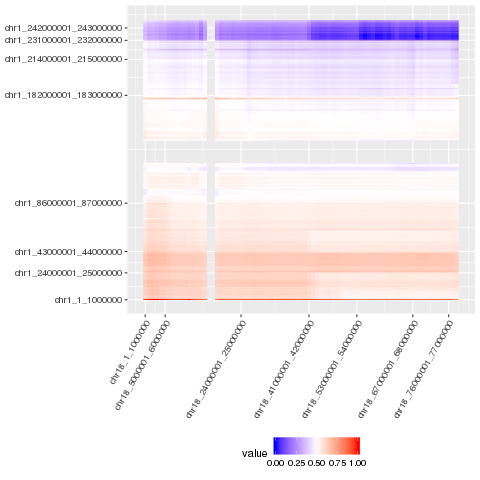 chr1_242000001_243000000
chr1_231000001_232000000
chr1_214000001_215000000
chr1_182000001_183000000
chr1_86000001_87000000
chr1_43000001_44000000
chr1_24000001_25000000
chr1_1_1000000
chr18_1_1000000
chr18_5000001_6000000
chr18_24000001_25000000
chr18_41000001_42000000
chr18_53000001_54000000
chr18_67000001_68000000
chr18_76000001_77000000
value
0.00 0.25 0.50 0.75 1.00